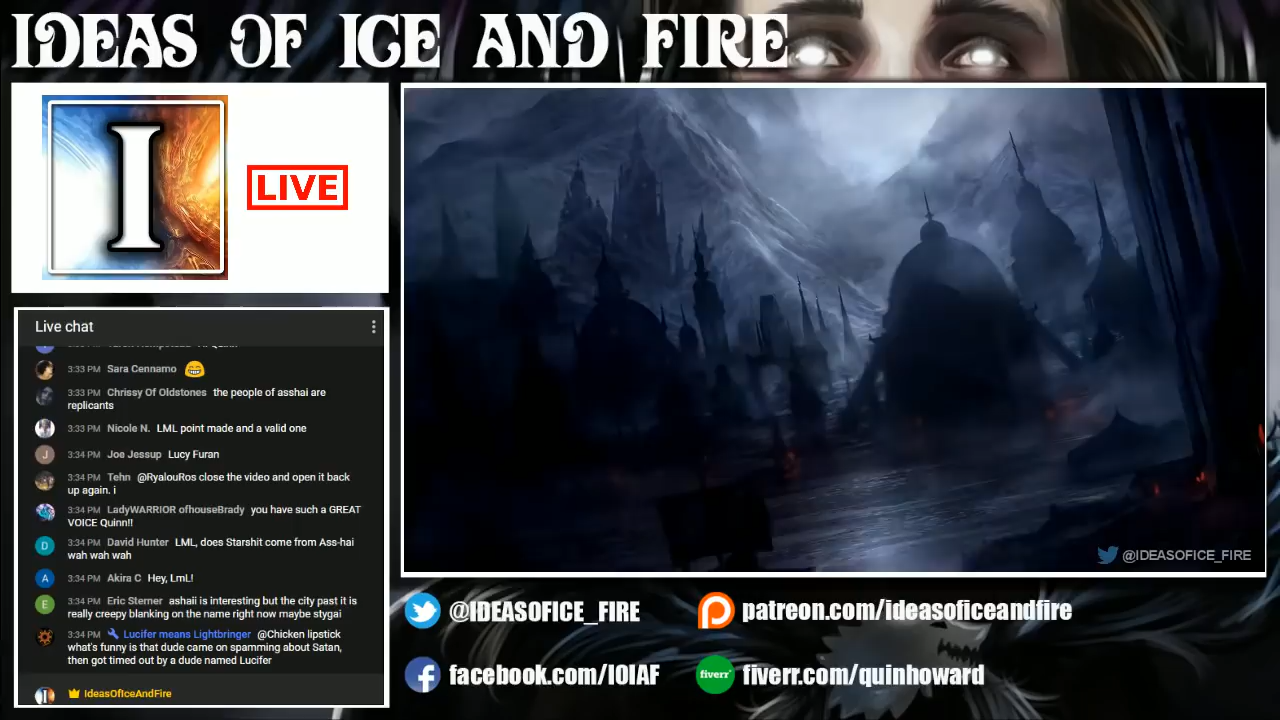 IDEAS OF ICE AND FIRE
I
LIVE
Live chat
3:33 PM Sara Cennamo
3:33 PM Chrissy Of Oldstones the people of asshai are
replicants
3:33 PM Nicole N. LML point made and a valid one
J
3:34 PM Joe Jessup Lucy Furan
3:34 PM Tehn @RyalouRos close the video and open it back
up again. i
3:34 PM LadyWARRIOR ofhouseBrady you have such a GREAT
VOICE Quinn!!
D
3:34 PM David Hunter LML, does Starshit come from Ass-hai
wah wah wah
A
3:34 PM Akira C Hey, LmL!
E
3:34 PM Eric Sterner ashaii is interesting but the city past it is
really creepy blanking on the name right now maybe stygai
3:34 PM Lucifer means Lightbringer @Chicken lipstick
what's funny is that dude came on spamming about Satan,
then got timed out by a dude named Lucifer
IdeasOfIceAndFire
@IDEASOFICE_FIRE
@IDEASOFICE_FIRE
patreon.com/ideasoficeandfire
facebook.com/IOIAF
fiverr
fiverr.com/quinhoward